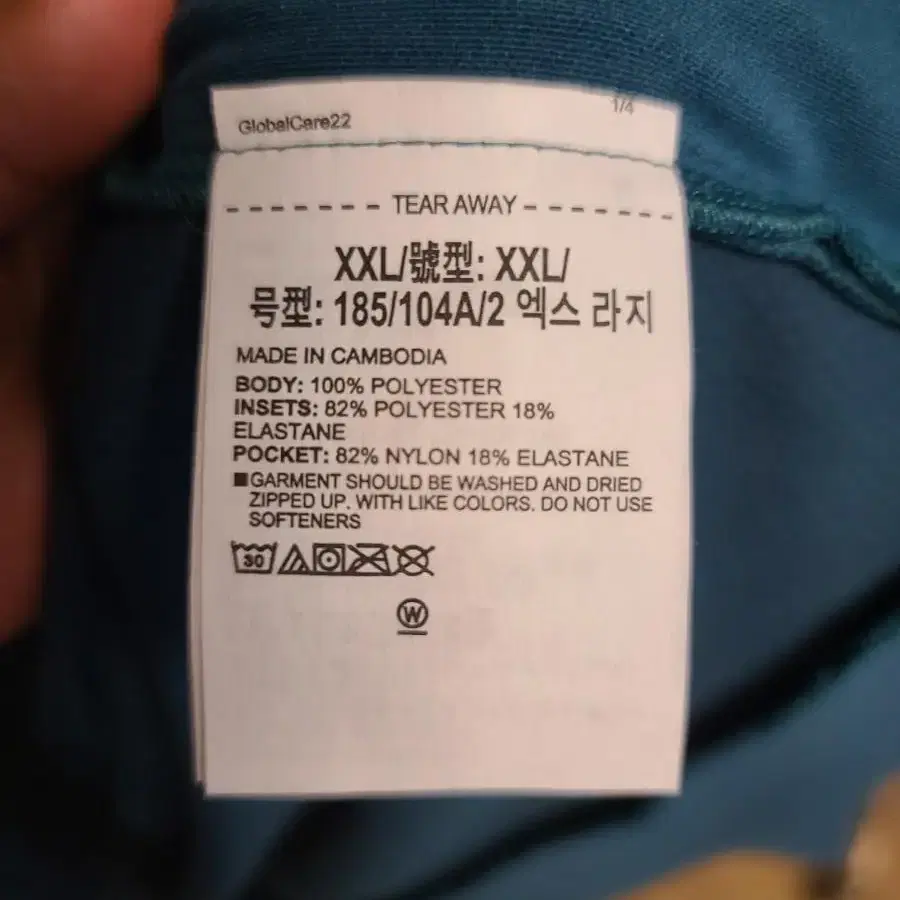 GlobalCare22
1/4
TEAR AWAY
XXL/號型: XXL/
号型: 185/104A/2 엑스 라지
MADE IN CAMBODIA
BODY: 100% POLYESTER
INSETS: 82% POLYESTER 18%
ELASTANE
POCKET: 82% NYLON 18% ELASTANE
■GARMENT SHOULD BE WASHED AND DRIED
ZIPPED UP. WITH LIKE COLORS. DO NOT USE
SOFTENERS
30
W